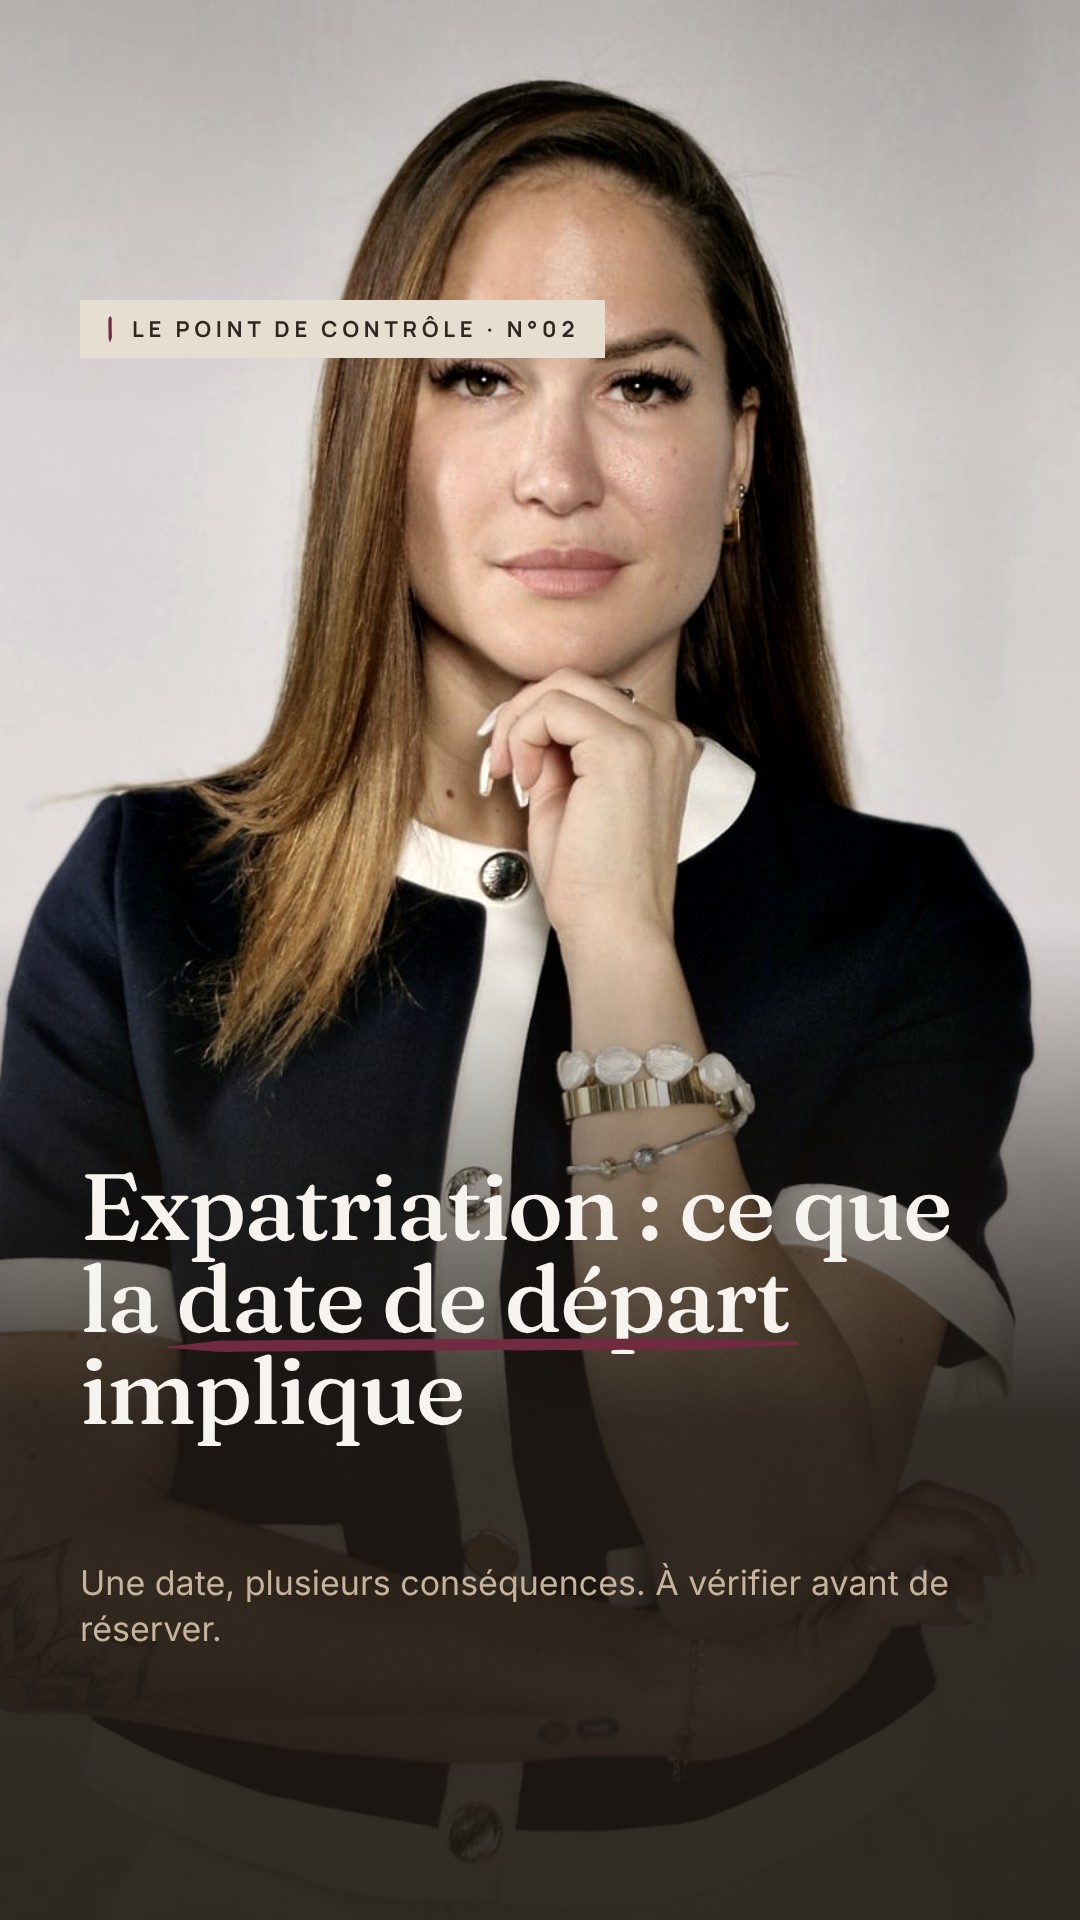 LE POINT DE CONTRÔLE · N°02
Expatriation : ce que
la date de départ
implique
Une date, plusieurs conséquences. À vérifier avant de
réserver.